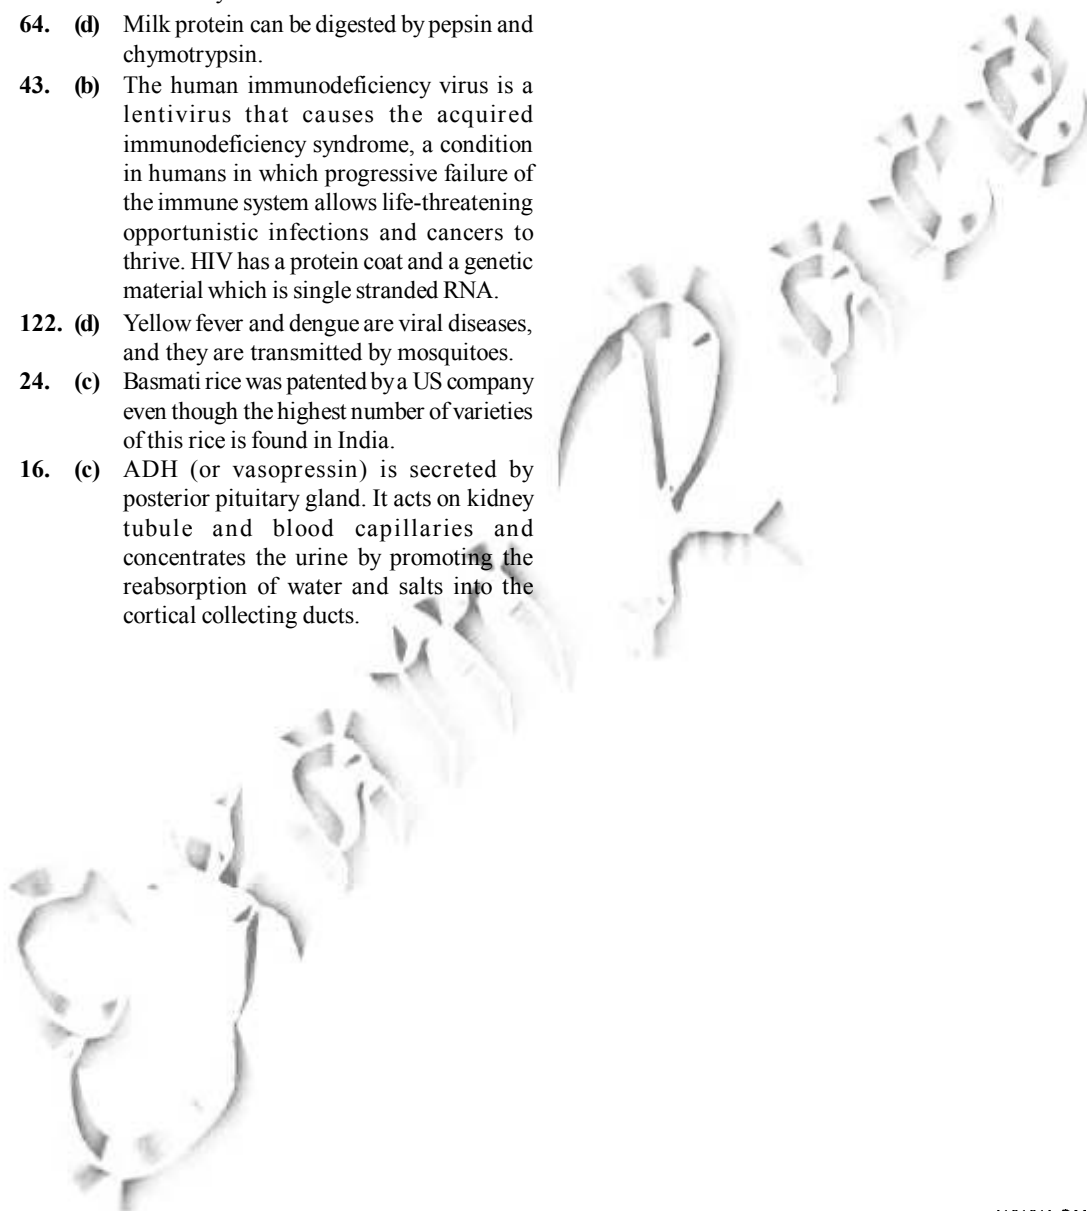 64. (d) Milk protein can be digested by pepsin and
chymotrypsin.
43. (b) The human immunodeficiency virus is a
lentivirus that causes the acquired
immunodeficiency syndrome, a condition
in humans in which progressive failure of
the immune system allows life-threatening
opportunistic infections and cancers to
thrive. HIV has a protein coat and a genetic
material which is single stranded RNA.
122. (d) Yellow fever and dengue are viral diseases,
and they are transmitted by mosquitoes.
24. (c) Basmati rice was patented by a US company
even though the highest number of varieties
of this rice is found in India.
16. (c) ADH (or vasopressin) is secreted by
posterior pituitary gland. It acts on kidney
tubule and blood capillaries and
concentrates the urine by promoting the
reabsorption of water and salts into the
cortical collecting ducts.